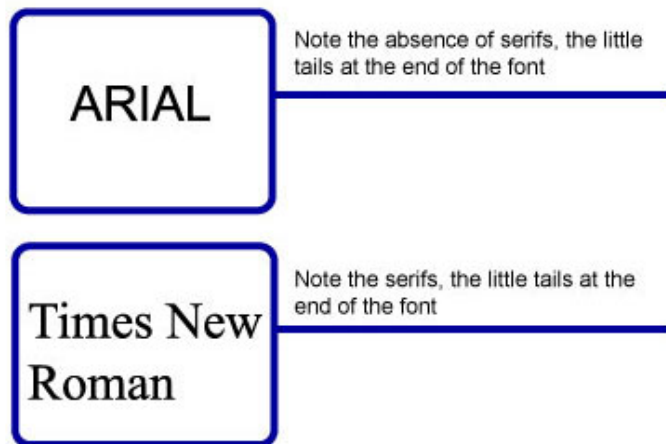 ARIAL
Note the absence of serifs, the little
tails at the end of the font
Times New
Roman
Note the serifs, the little tails at the
end of the font